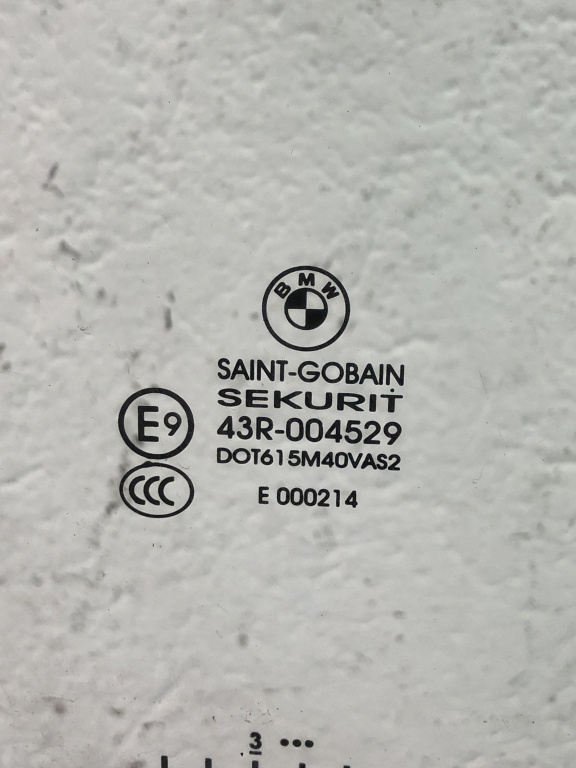 BMW
SAINT-GOBAIN
SEKURIT
E9
43R-004529
DOT615M40VAS2
CCC
E 000214
3 ...